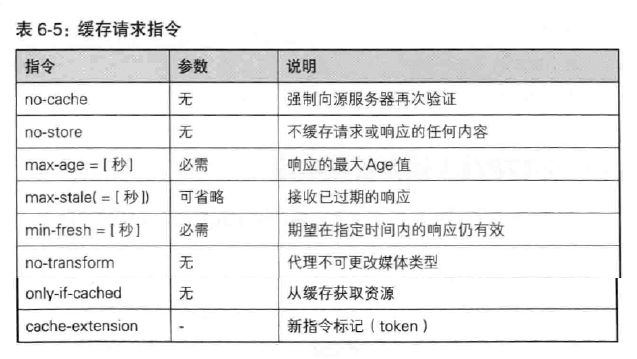 表 6-5：缓存请求指令
指令 参数 说明
no-cache 无 强制向源服务器再次验证
no-store 无 不缓存请求或响应的任何内容
max-age = [ 秒] 必需 响应的最大Age值
max-stale( = [ 秒]) 可省略 接收已过期的响应
min-fresh = [ 秒] 必需 期望在指定时间内的响应仍有效
no-transform 无 代理不可更改媒体类型
only-if-cached 无 从缓存获取资源
cache-extension - 新指令标记（token）